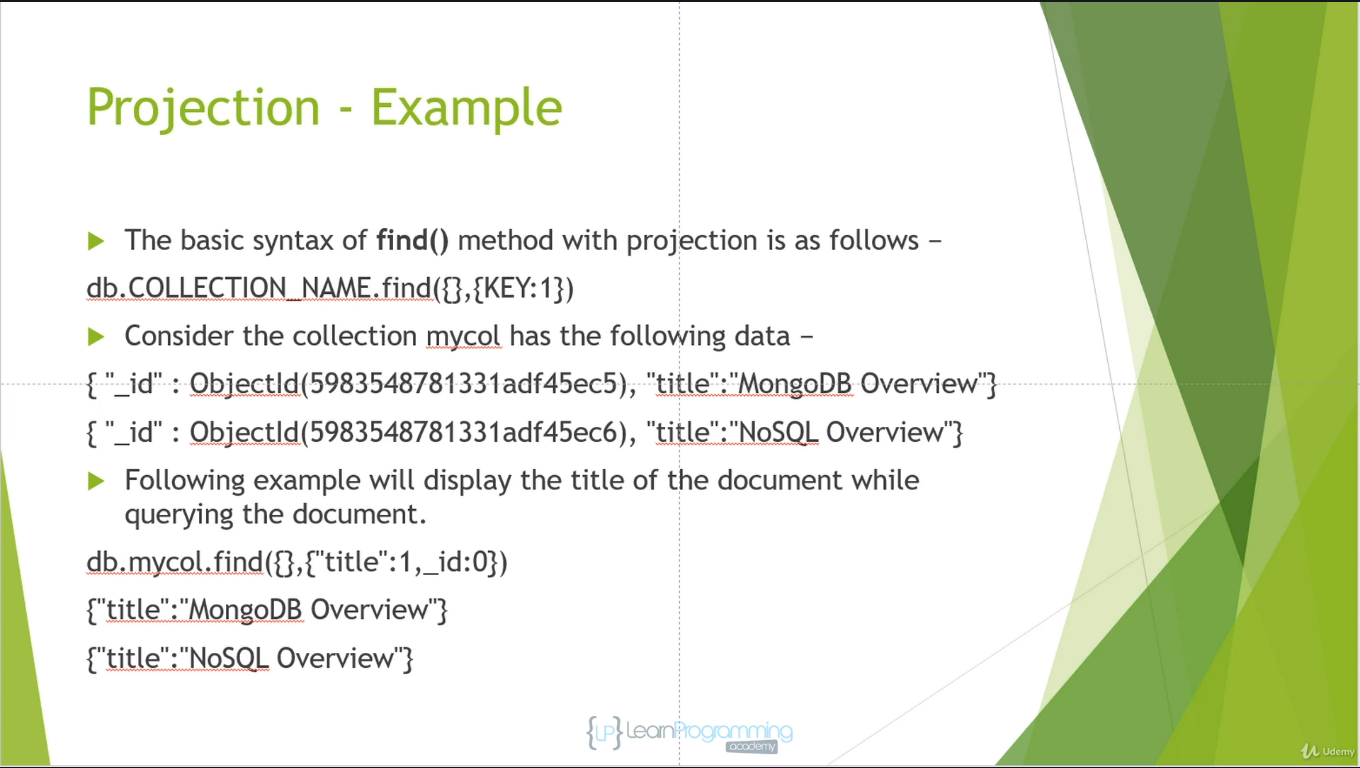 Projection - Example
The basic syntax of find() method with projection is as follows –
db.COLLECTION_NAME.find({},{KEY:1})
Consider the collection mycol has the following data –
{ "_id" : ObjectId(5983548781331adf45ec5), "title":"MongoDB Overview"}
{ "_id" : ObjectId(5983548781331adf45ec6), "title":"NoSQL Overview"}
Following example will display the title of the document while
querying the document.
db.mycol.find({},{"title":1,_id:0})
{"title":"MongoDB Overview"}
{"title":"NoSQL Overview"}
{LP} LearnProgramming
academy
Udemy